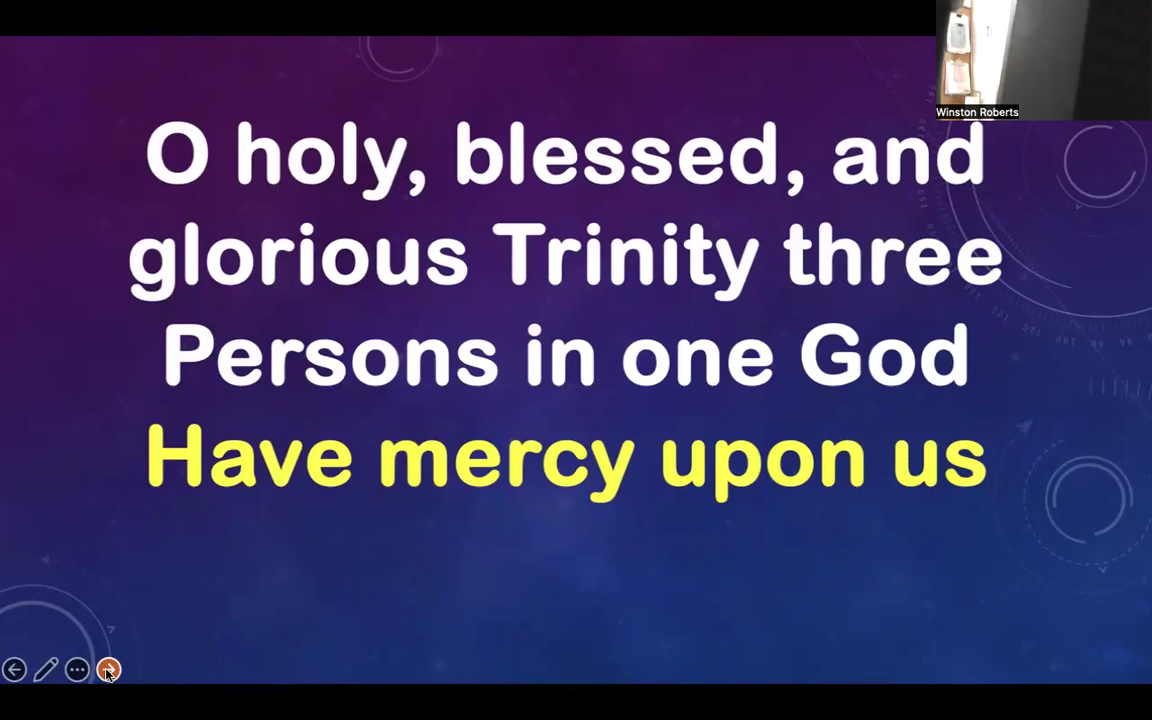 Winston Roberts
O holy, blessed, and
glorious Trinity three
Persons in one God
Have mercy upon us